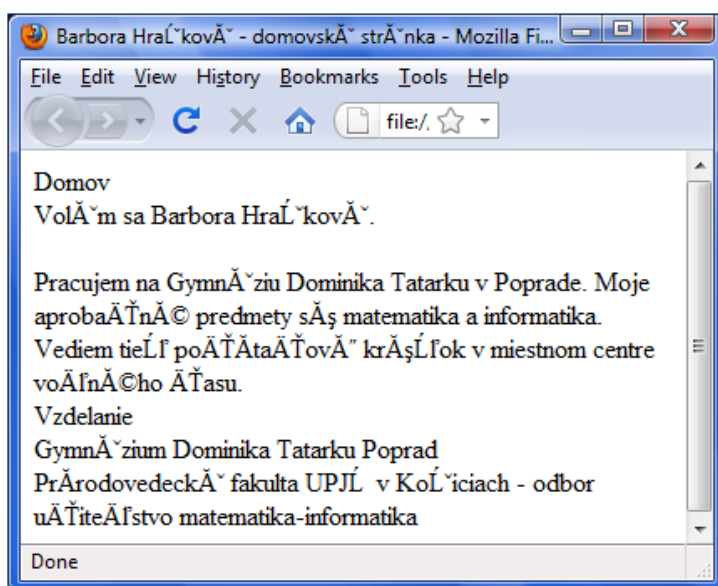 Barbora HraĹˇkovĂˇ - domovskĂˇ strĂˇnka - Mozilla Fi...
File Edit View History Bookmarks Tools Help
file:/.
Domov
VolĂˇm sa Barbora HraĹˇkovĂˇ.
Pracujem na GymnĂˇziu Dominika Tatarku v Poprade. Moje
aprobaÄŤnĂ© predmety sĂş matematika a informatika.
Vediem tieĹľ poÄŤĂtaÄŤovĂ˝ krĂşĹľok v miestnom centre
voÄľnĂ©ho ÄŤasu.
Vzdelanie
GymnĂˇzium Dominika Tatarku Poprad
PrĂrodovedeckĂˇ fakulta UPJĹ v KoĹˇiciach - odbor
uÄŤiteÄľstvo matematika-informatika
Done